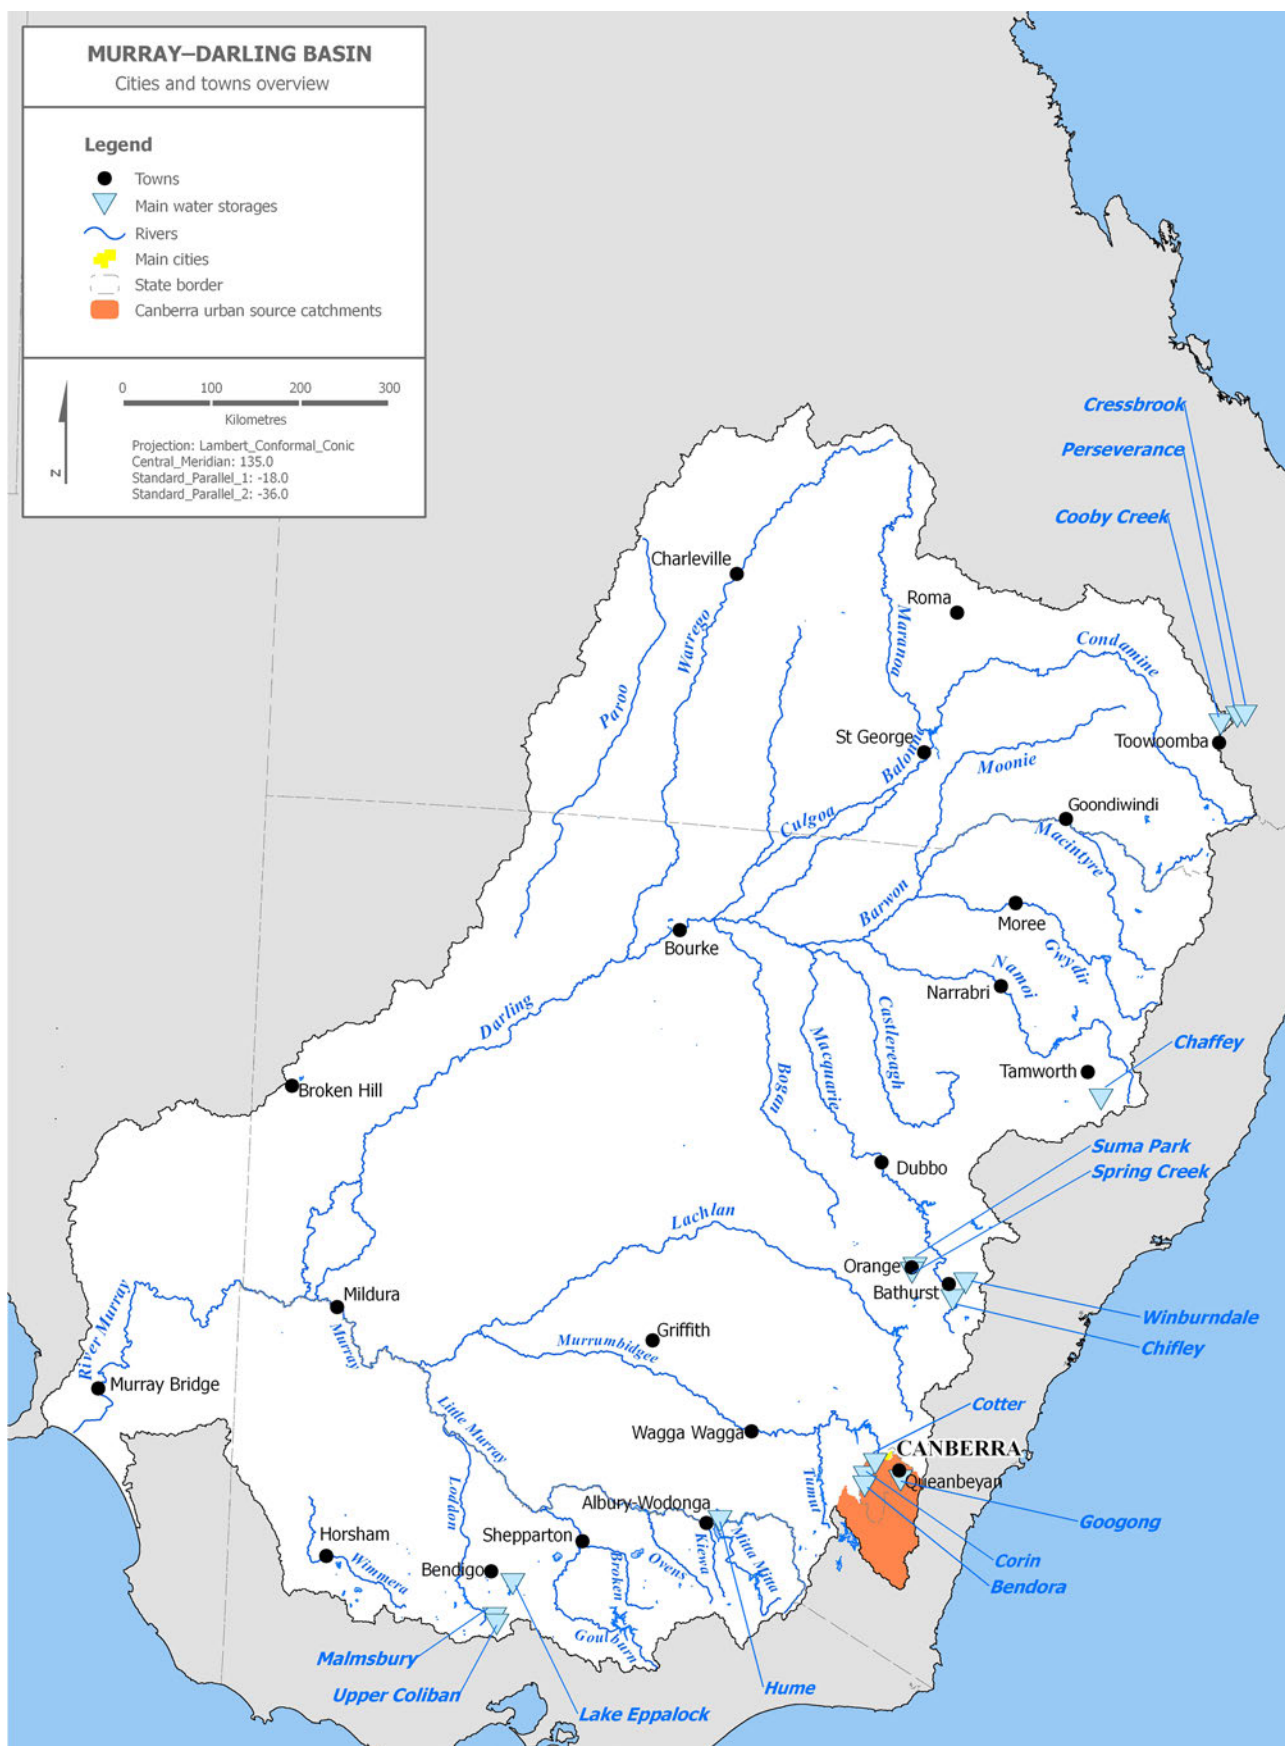 MURRAY–DARLING BASIN
Cities and towns overview
Legend
Towns
Main water storages
Rivers
Main cities
State border
Canberra urban source catchments
0 100 200 300
Kilometres
N
Projection: Lambert_Conformal_Conic
Central_Meridian: 135.0
Standard_Parallel_1: -18.0
Standard_Parallel_2: -36.0
Cressbrook
Perseverance
Cooby Creek
Charleville
Roma
Warrego
Maranoa
Condamine
Paroo
St George
Balonne
Toowoomba
Moonie
Culgoa
Goondiwindi
Macintyre
Barwon
Moree
Bourke
Gwydir
Namoi
Narrabri
Darling
Castlereagh
Macquarie
Chaffey
Tamworth
Broken Hill
Bogan
Suma Park
Dubbo
Spring Creek
Lachlan
Orange
Bathurst
Mildura
River Murray
Murray
Winburndale
Griffith
Murrumbidgee
Chifley
Murray Bridge
Little Murray
Cotter
Wagga Wagga
CANBERRA
Queanbeyan
Tumut
Loddon
Albury-Wodonga
Googong
Horsham
Shepparton
Kiewa
Mitta Mitta
Wimmera
Bendigo
Broken
Ovens
Corin
Bendora
Goulburn
Malmsbury
Upper Coliban
Hume
Lake Eppalock